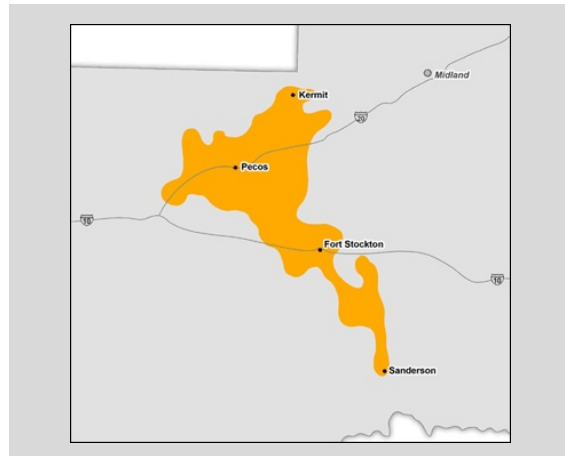 Midland
Kermit
20
Pecos
10
Fort Stockton
10
Sanderson